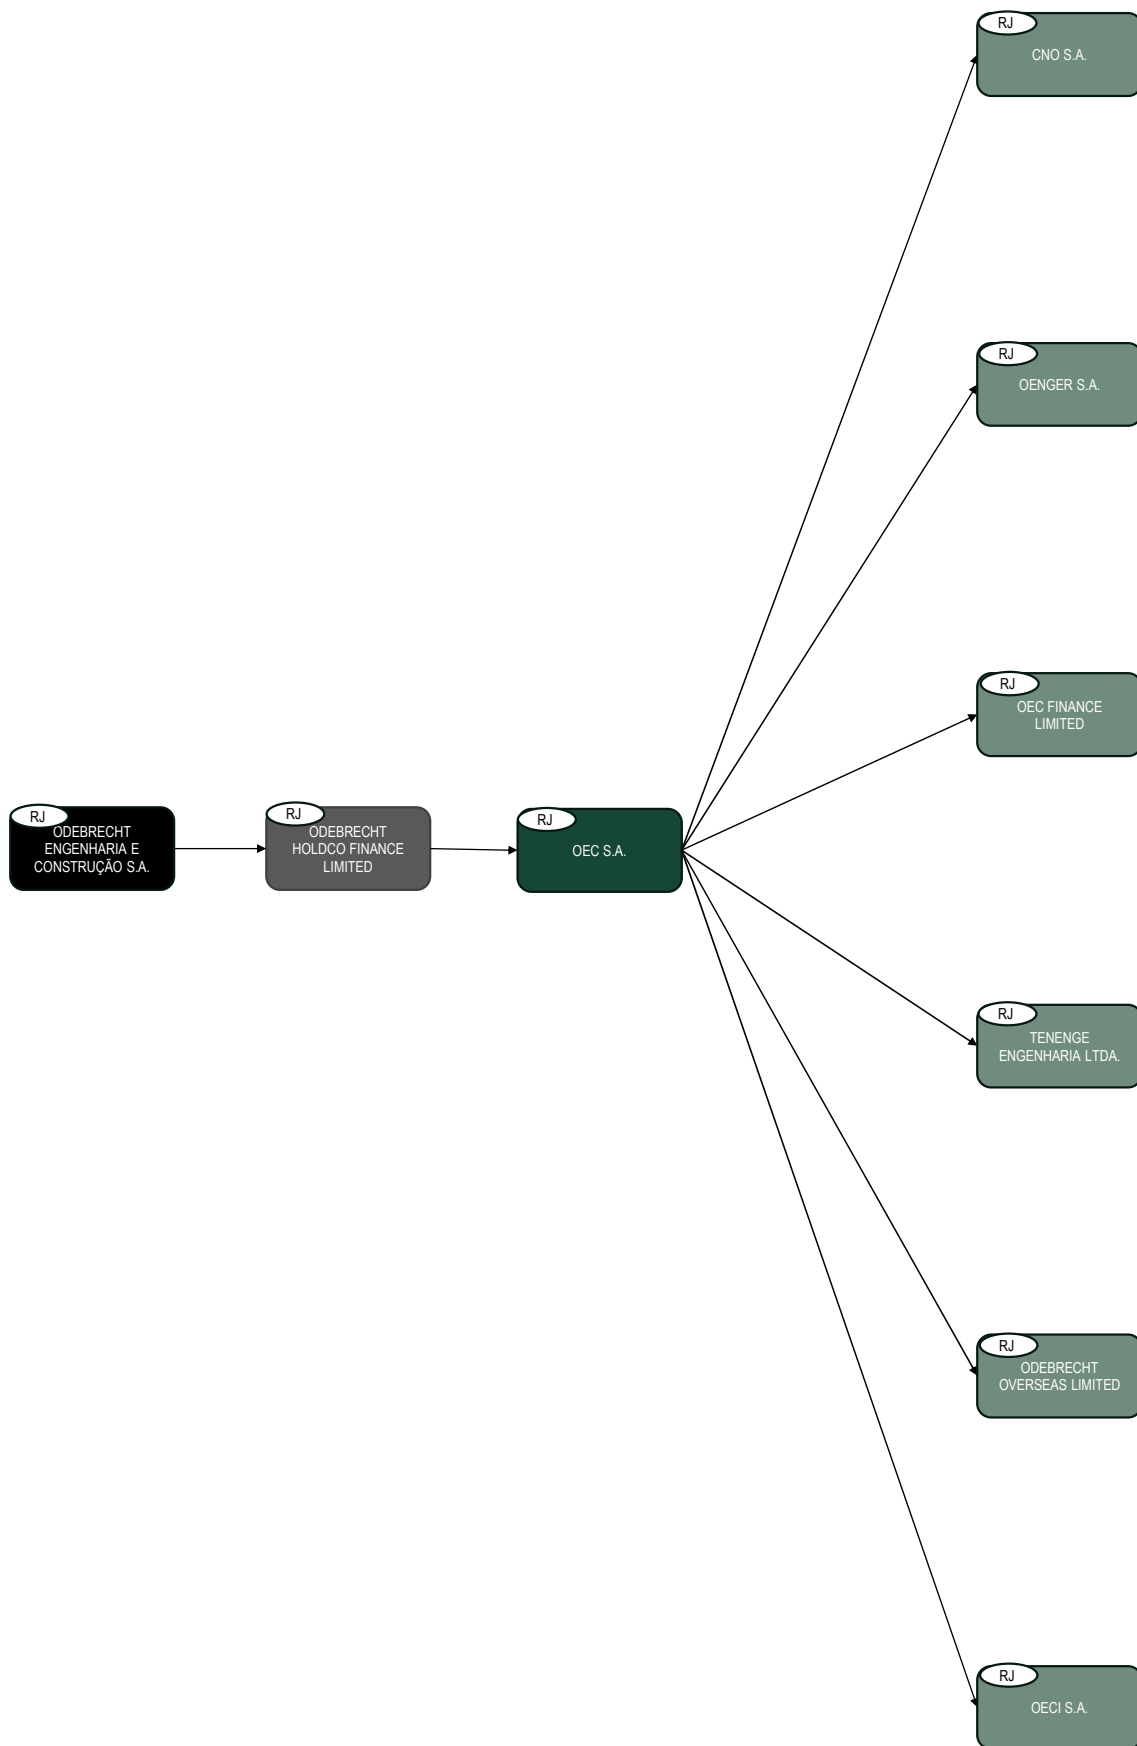 RJ
CNO S.A.
RJ
OENGER S.A.
RJ
OEC FINANCE
LIMITED
RJ
ODEBRECHT
ENGENHARIA E
CONSTRUÇÃO S.A.
RJ
ODEBRECHT
HOLDCO FINANCE
LIMITED
RJ
OEC S.A.
RJ
TENENGE
ENGENHARIA LTDA.
RJ
ODEBRECHT
OVERSEAS LIMITED
RJ
OECI S.A.